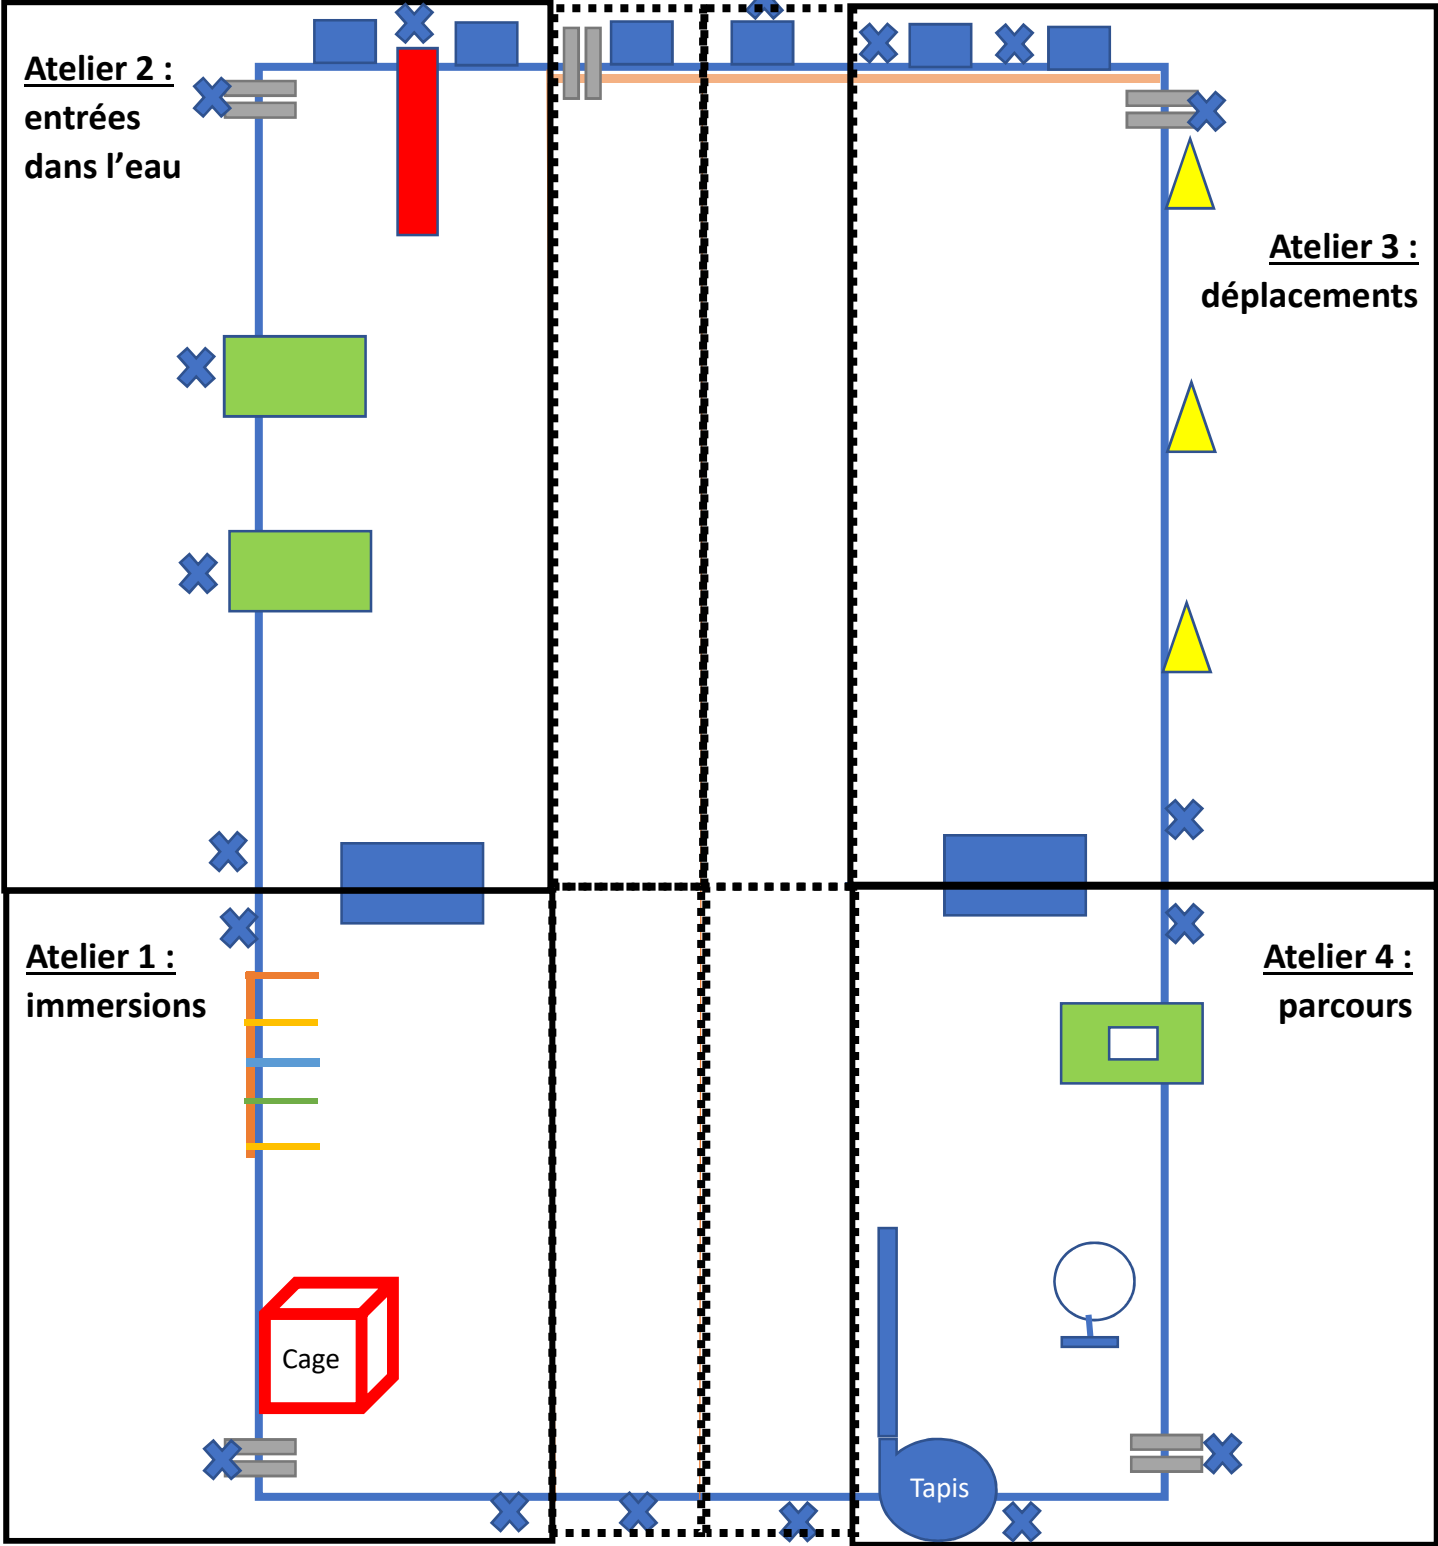 Atelier 2 :
entrées
dans l’eau
Atelier 3 :
déplacements
Atelier 1 :
immersions
Atelier 4 :
parcours
Cage
Tapis